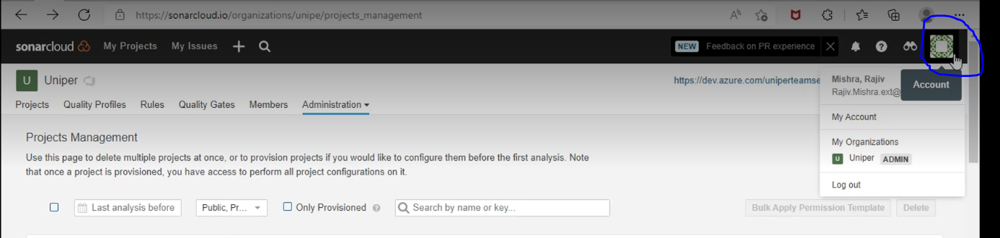 https://sonarcloud.io/organizations/unipe/projects_management
sonarcloud My Projects My Issues NEW Feedback on PR experience
U Uniper https://dev.azure.com/uniperteamse
Mishra, Rajiv
Rajiv.Mishra.ext@
Account
Projects Quality Profiles Rules Quality Gates Members Administration
My Account
Projects Management
My Organizations
U Uniper ADMIN
Use this page to delete multiple projects at once, or to provision projects if you would like to configure them before the first analysis. Note
that once a project is provisioned, you have access to perform all project configurations on it.
Log out
Last analysis before Public, Pr... Only Provisioned ? Search by name or key... Bulk Apply Permission Template Delete